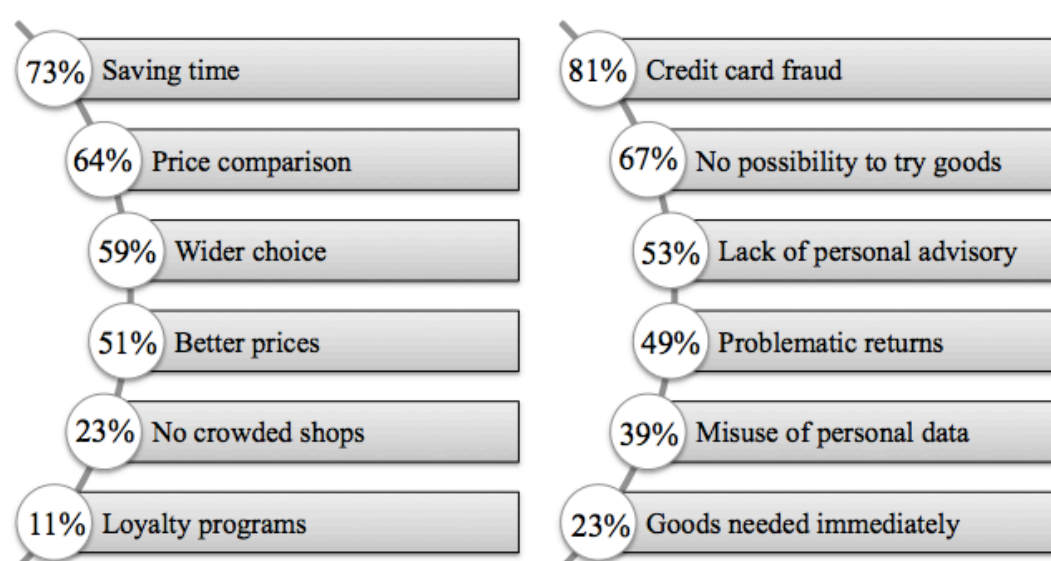 73% Saving time
64% Price comparison
59% Wider choice
51% Better prices
23% No crowded shops
11% Loyalty programs
81% Credit card fraud
67% No possibility to try goods
53% Lack of personal advisory
49% Problematic returns
39% Misuse of personal data
23% Goods needed immediately